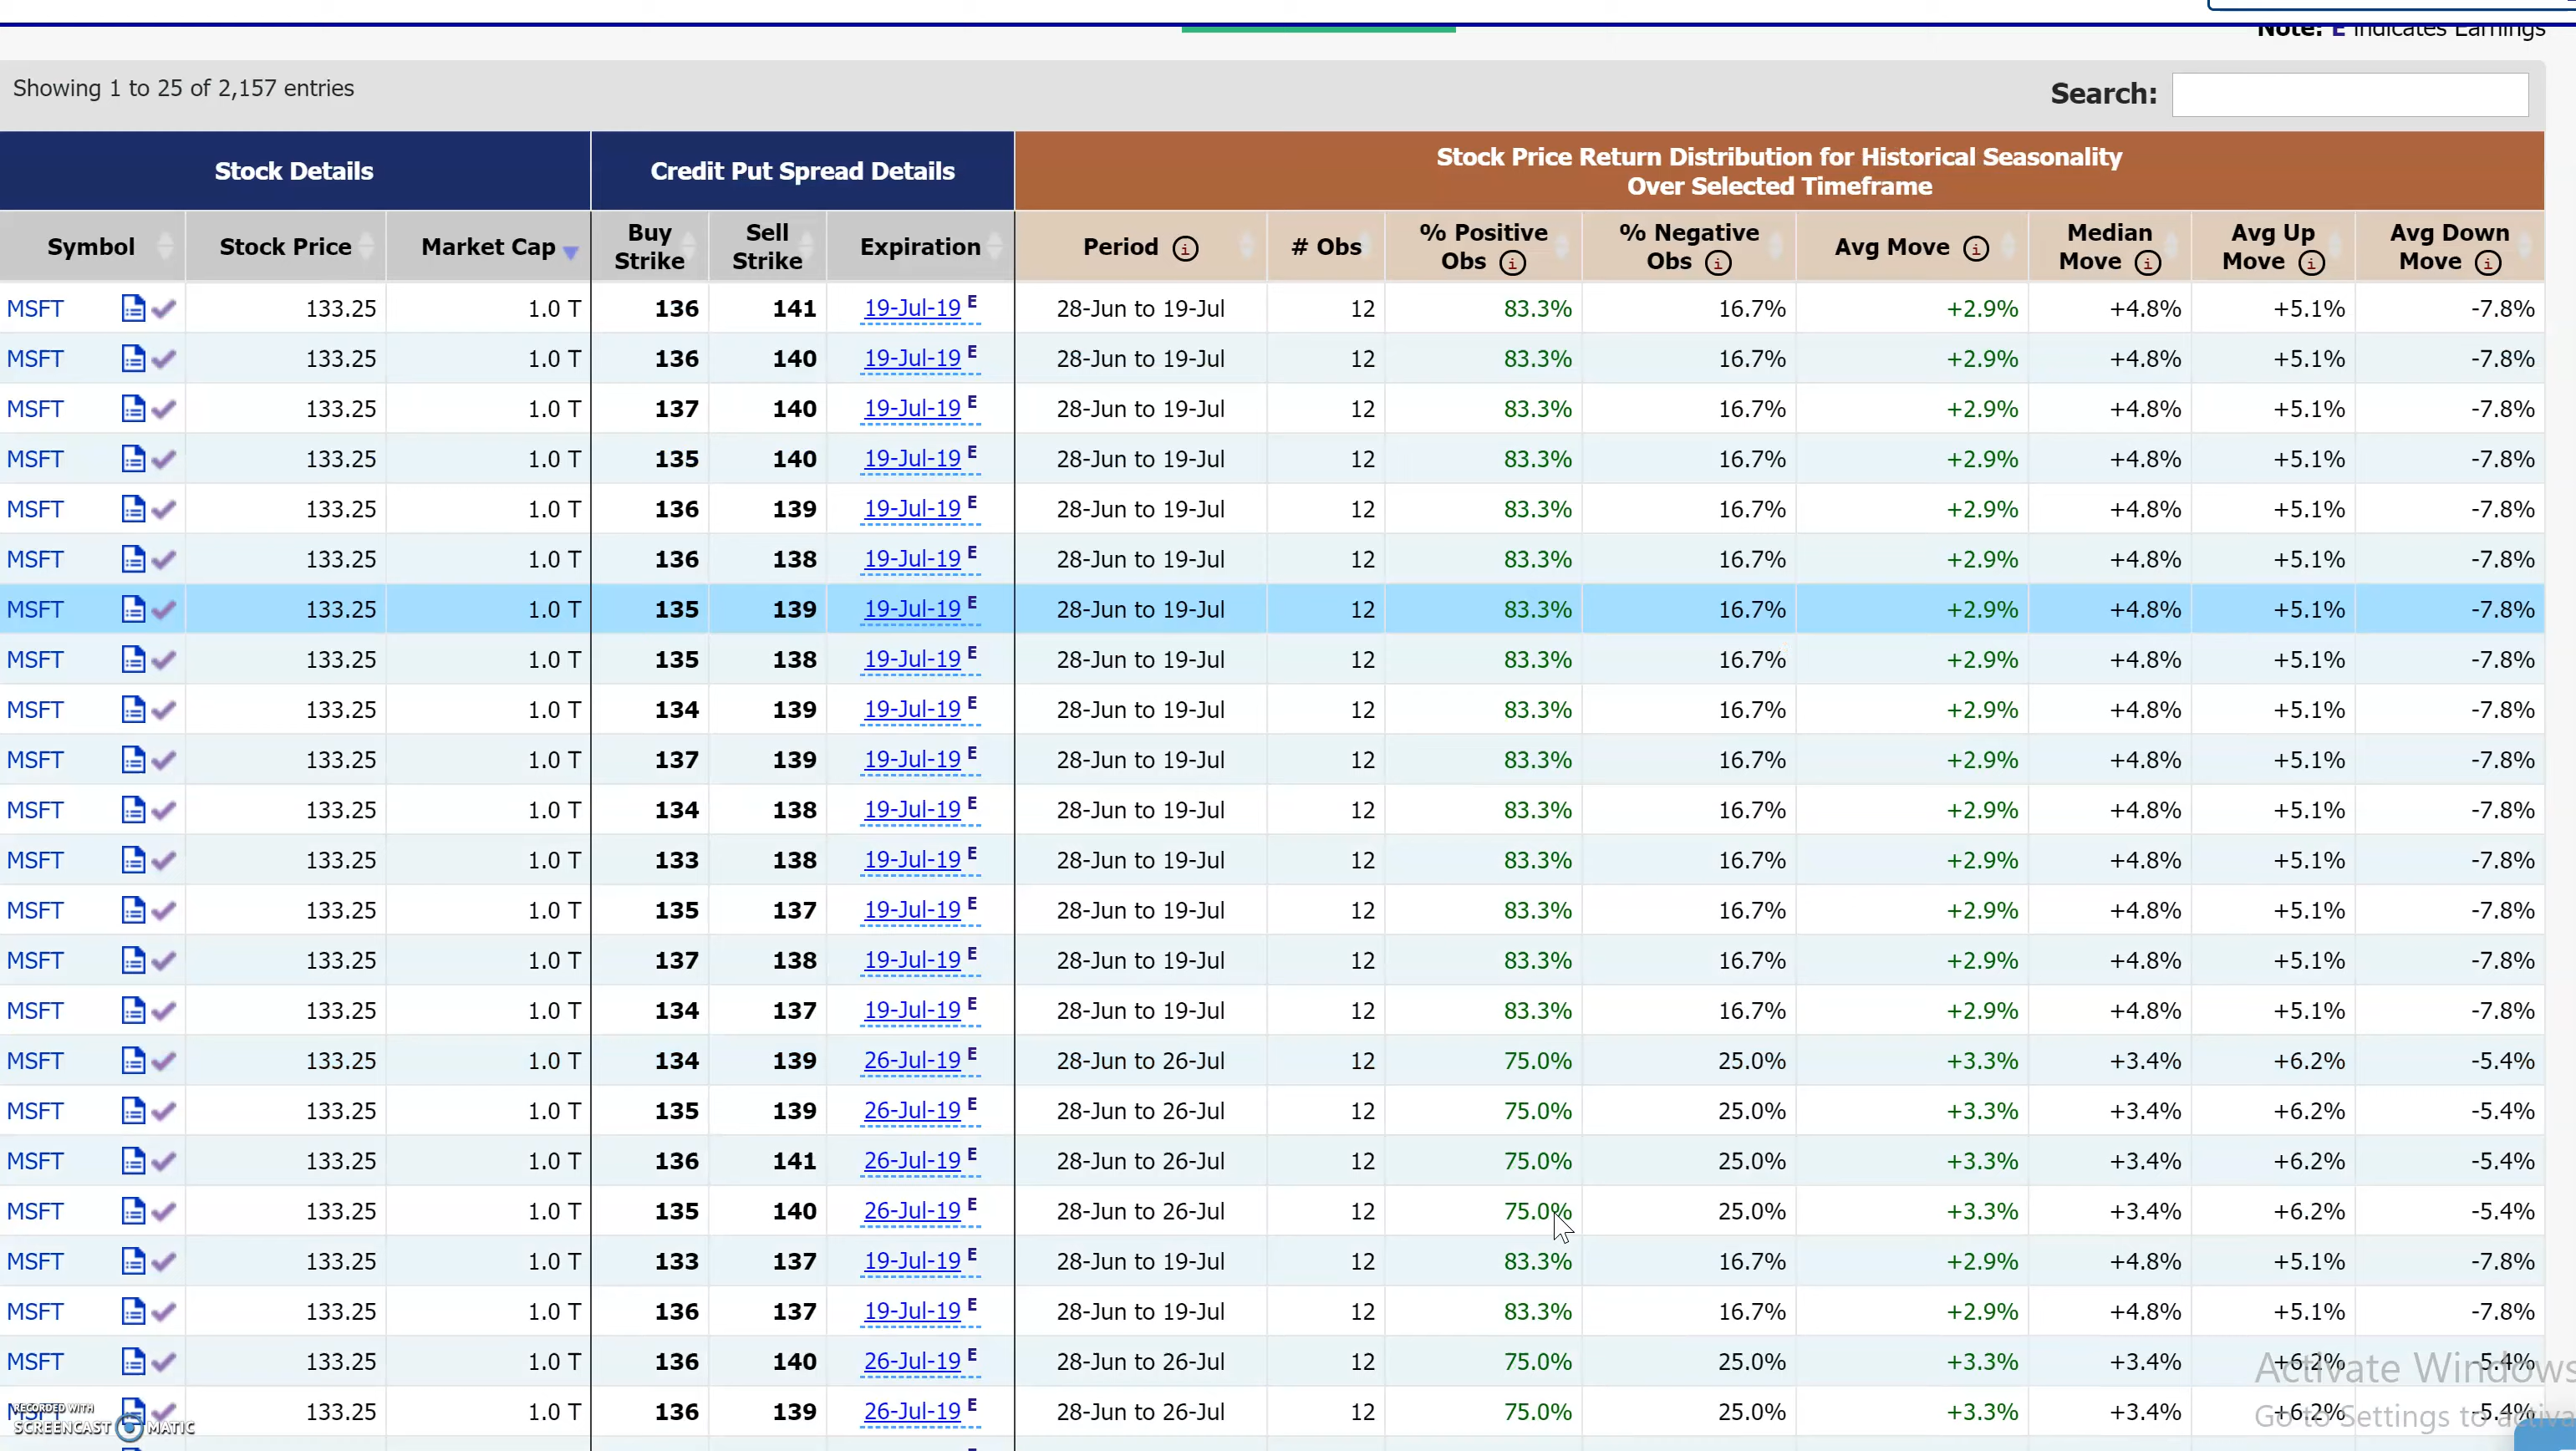 Note: E indicates Earnings
Showing 1 to 25 of 2,157 entries
Search:
Stock Details Credit Put Spread Details Stock Price Return Distribution for Historical Seasonality
Over Selected Timeframe
Symbol Stock Price Market Cap Buy Strike Sell Strike Expiration Period # Obs % Positive Obs % Negative Obs Avg Move Median Move Avg Up Move Avg Down Move
MSFT 133.25 1.0 T 136 141 19-Jul-19 E 28-Jun to 19-Jul 12 83.3% 16.7% +2.9% +4.8% +5.1% -7.8%
MSFT 133.25 1.0 T 136 140 19-Jul-19 E 28-Jun to 19-Jul 12 83.3% 16.7% +2.9% +4.8% +5.1% -7.8%
MSFT 133.25 1.0 T 137 140 19-Jul-19 E 28-Jun to 19-Jul 12 83.3% 16.7% +2.9% +4.8% +5.1% -7.8%
MSFT 133.25 1.0 T 135 140 19-Jul-19 E 28-Jun to 19-Jul 12 83.3% 16.7% +2.9% +4.8% +5.1% -7.8%
MSFT 133.25 1.0 T 136 139 19-Jul-19 E 28-Jun to 19-Jul 12 83.3% 16.7% +2.9% +4.8% +5.1% -7.8%
MSFT 133.25 1.0 T 136 138 19-Jul-19 E 28-Jun to 19-Jul 12 83.3% 16.7% +2.9% +4.8% +5.1% -7.8%
MSFT 133.25 1.0 T 135 139 19-Jul-19 E 28-Jun to 19-Jul 12 83.3% 16.7% +2.9% +4.8% +5.1% -7.8%
MSFT 133.25 1.0 T 135 138 19-Jul-19 E 28-Jun to 19-Jul 12 83.3% 16.7% +2.9% +4.8% +5.1% -7.8%
MSFT 133.25 1.0 T 134 139 19-Jul-19 E 28-Jun to 19-Jul 12 83.3% 16.7% +2.9% +4.8% +5.1% -7.8%
MSFT 133.25 1.0 T 137 139 19-Jul-19 E 28-Jun to 19-Jul 12 83.3% 16.7% +2.9% +4.8% +5.1% -7.8%
MSFT 133.25 1.0 T 134 138 19-Jul-19 E 28-Jun to 19-Jul 12 83.3% 16.7% +2.9% +4.8% +5.1% -7.8%
MSFT 133.25 1.0 T 133 138 19-Jul-19 E 28-Jun to 19-Jul 12 83.3% 16.7% +2.9% +4.8% +5.1% -7.8%
MSFT 133.25 1.0 T 135 137 19-Jul-19 E 28-Jun to 19-Jul 12 83.3% 16.7% +2.9% +4.8% +5.1% -7.8%
MSFT 133.25 1.0 T 137 138 19-Jul-19 E 28-Jun to 19-Jul 12 83.3% 16.7% +2.9% +4.8% +5.1% -7.8%
MSFT 133.25 1.0 T 134 137 19-Jul-19 E 28-Jun to 19-Jul 12 83.3% 16.7% +2.9% +4.8% +5.1% -7.8%
MSFT 133.25 1.0 T 134 139 26-Jul-19 E 28-Jun to 26-Jul 12 75.0% 25.0% +3.3% +3.4% +6.2% -5.4%
MSFT 133.25 1.0 T 135 139 26-Jul-19 E 28-Jun to 26-Jul 12 75.0% 25.0% +3.3% +3.4% +6.2% -5.4%
MSFT 133.25 1.0 T 136 141 26-Jul-19 E 28-Jun to 26-Jul 12 75.0% 25.0% +3.3% +3.4% +6.2% -5.4%
MSFT 133.25 1.0 T 135 140 26-Jul-19 E 28-Jun to 26-Jul 12 75.0% 25.0% +3.3% +3.4% +6.2% -5.4%
MSFT 133.25 1.0 T 133 137 19-Jul-19 E 28-Jun to 19-Jul 12 83.3% 16.7% +2.9% +4.8% +5.1% -7.8%
MSFT 133.25 1.0 T 136 137 19-Jul-19 E 28-Jun to 19-Jul 12 83.3% 16.7% +2.9% +4.8% +5.1% -7.8%
MSFT 133.25 1.0 T 136 140 26-Jul-19 E 28-Jun to 26-Jul 12 75.0% 25.0% +3.3% +3.4% +6.2% -5.4%
MSFT 133.25 1.0 T 136 139 26-Jul-19 E 28-Jun to 26-Jul 12 75.0% 25.0% +3.3% +3.4% +6.2% -5.4%
Activate Windows
Go to Settings to activa
RECORDED WITH
SCREENCAST MATIC